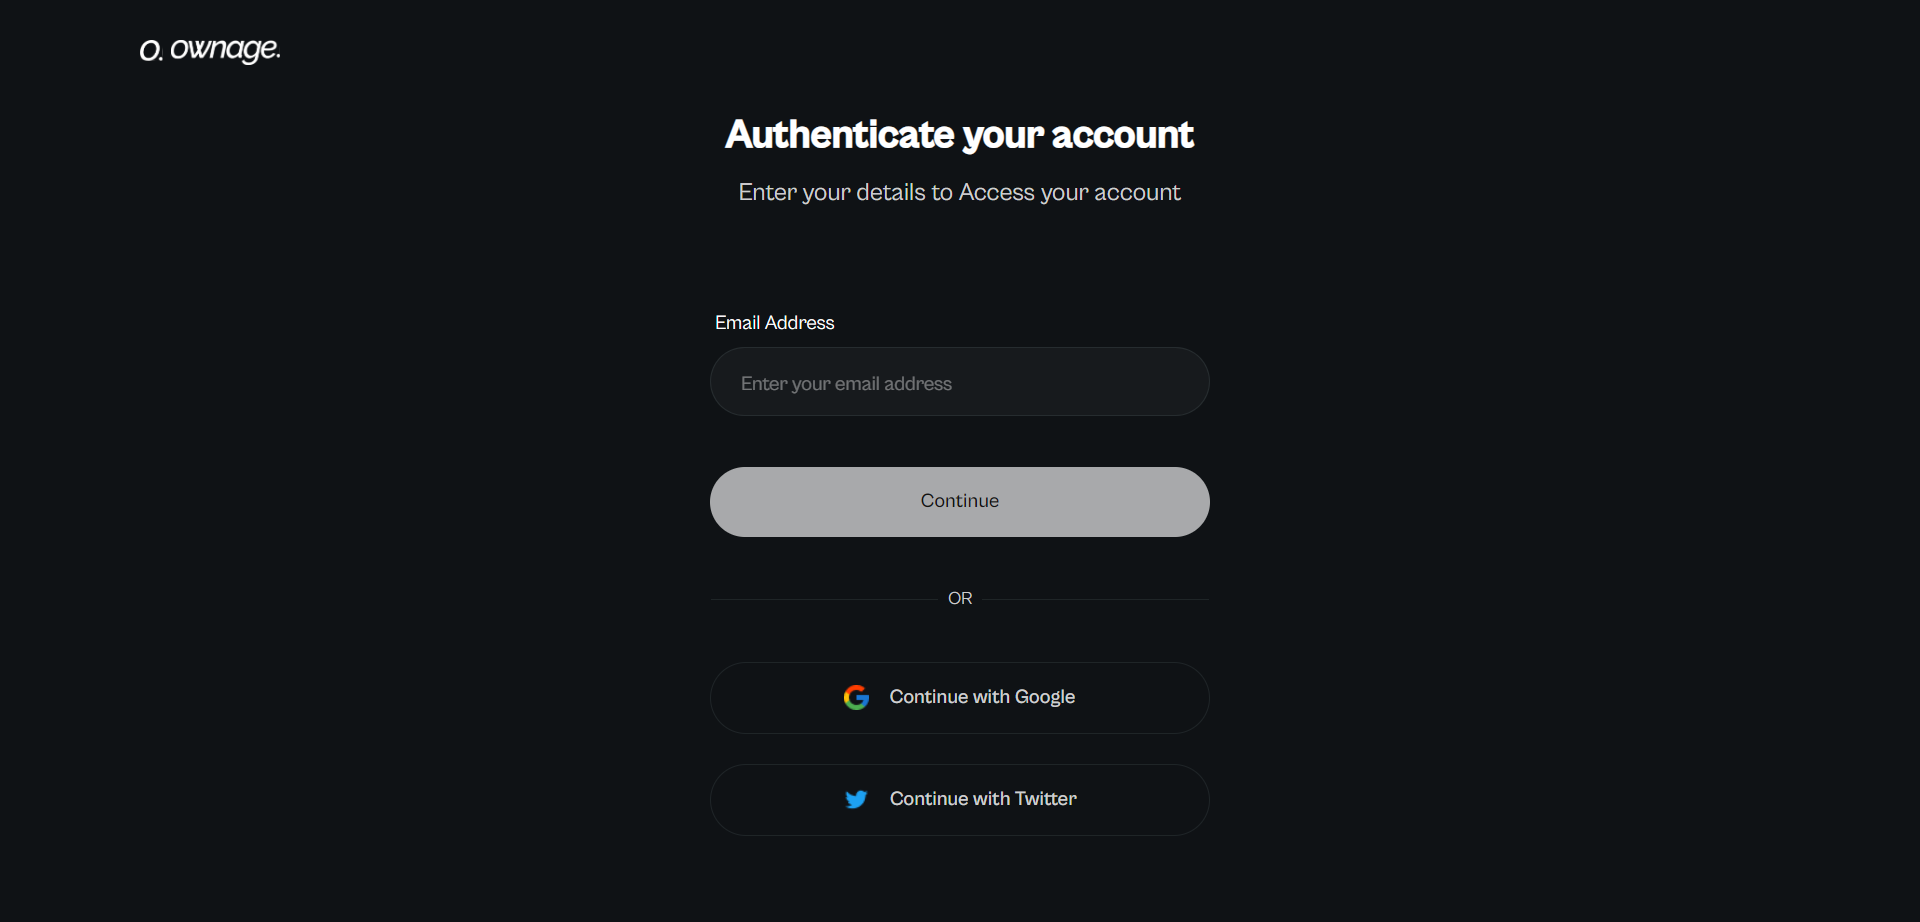 O. ownage.
Authenticate your account
Enter your details to Access your account
Email Address
Enter your email address
Continue
OR
Continue with Google
Continue with Twitter